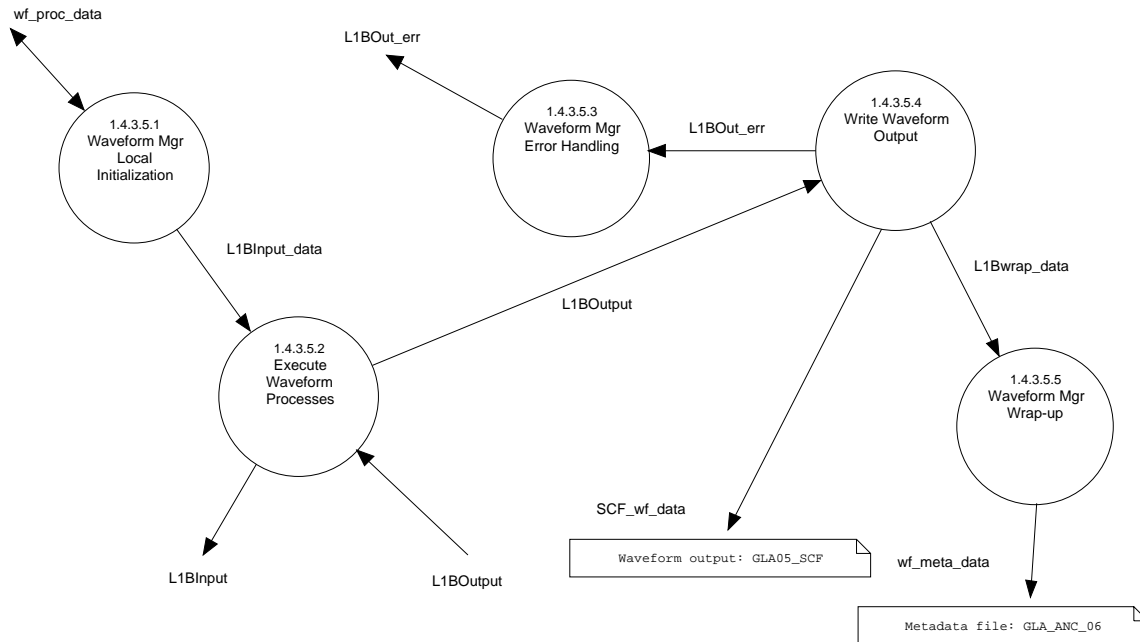 wf_proc_data
L1BOut_err
1.4.3.5.1
Waveform Mgr
Local
Initialization
1.4.3.5.3
Waveform Mgr
Error Handling
L1BOut_err
1.4.3.5.4
Write Waveform
Output
L1BInput_data
L1BOutput
L1Bwrap_data
1.4.3.5.2
Execute
Waveform
Processes
1.4.3.5.5
Waveform Mgr
Wrap-up
L1BInput
L1BOutput
SCF_wf_data
Waveform output: GLA05_SCF
wf_meta_data
Metadata file: GLA_ANC_06